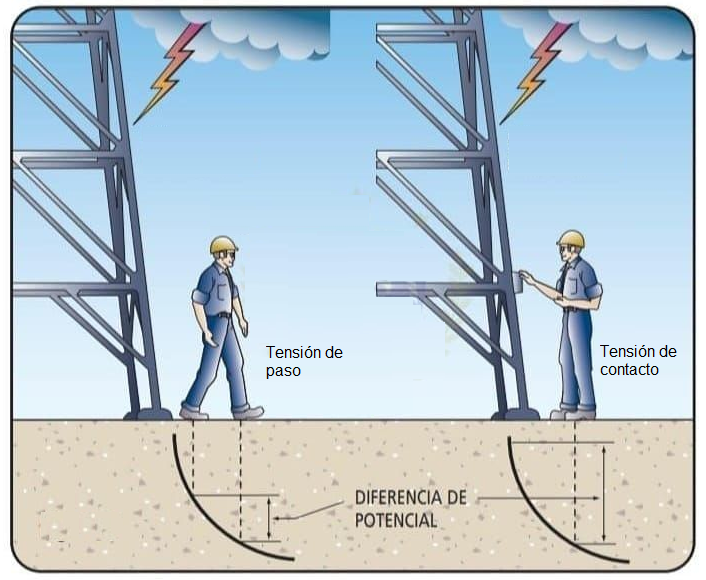 Tensión de
paso
Tensión de
contacto
DIFERENCIA DE
POTENCIAL